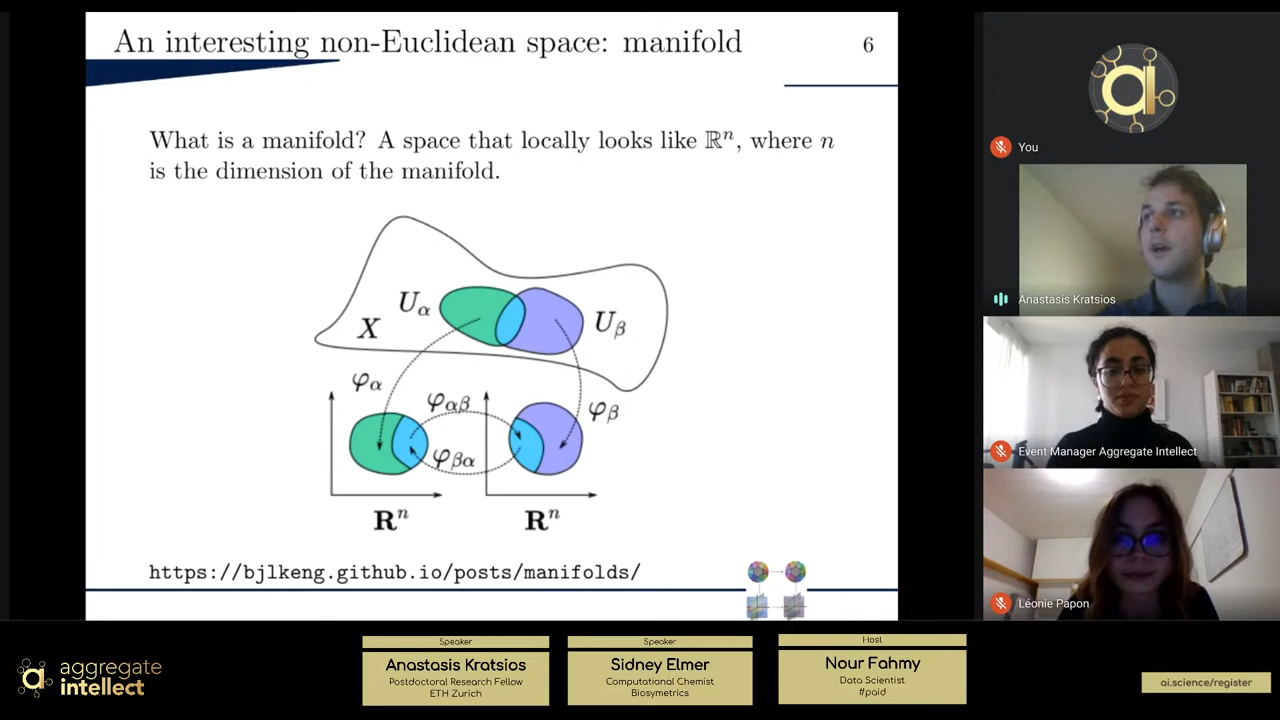 An interesting non-Euclidean space: manifold
6
What is a manifold? A space that locally looks like ℝⁿ, where n
is the dimension of the manifold.
X
U_α
U_β
φ_α
φ_αβ
φ_β
φ_βα
Rⁿ
Rⁿ
https://bjlkeng.github.io/posts/manifolds/
You
Anastasis Kratsios
Event Manager Aggregate Intellect
Léonie Papon
aggregate
intellect
Speaker
Anastasis Kratsios
Postdoctoral Research Fellow
ETH Zurich
Speaker
Sidney Elmer
Computational Chemist
Biosymetrics
Host
Nour Fahmy
Data Scientist
#paid
ai.science/register